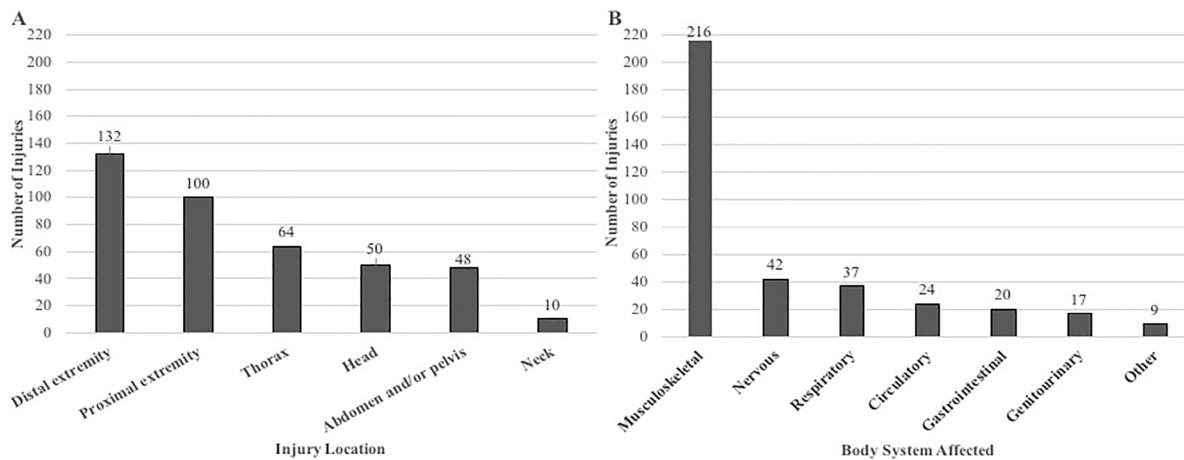 A
220
200
180
160
140
120
100
80
60
40
20
0
Number of Injuries
132
100
64
50
48
10
Distal extremity
Proximal extremity
Thorax
Head
Abdomen and/or pelvis
Neck
Injury Location
B
220
200
180
160
140
120
100
80
60
40
20
0
Number of Injuries
216
42
37
24
20
17
9
Musculoskeletal
Nervous
Respiratory
Circulatory
Gastrointestinal
Genitourinary
Other
Body System Affected